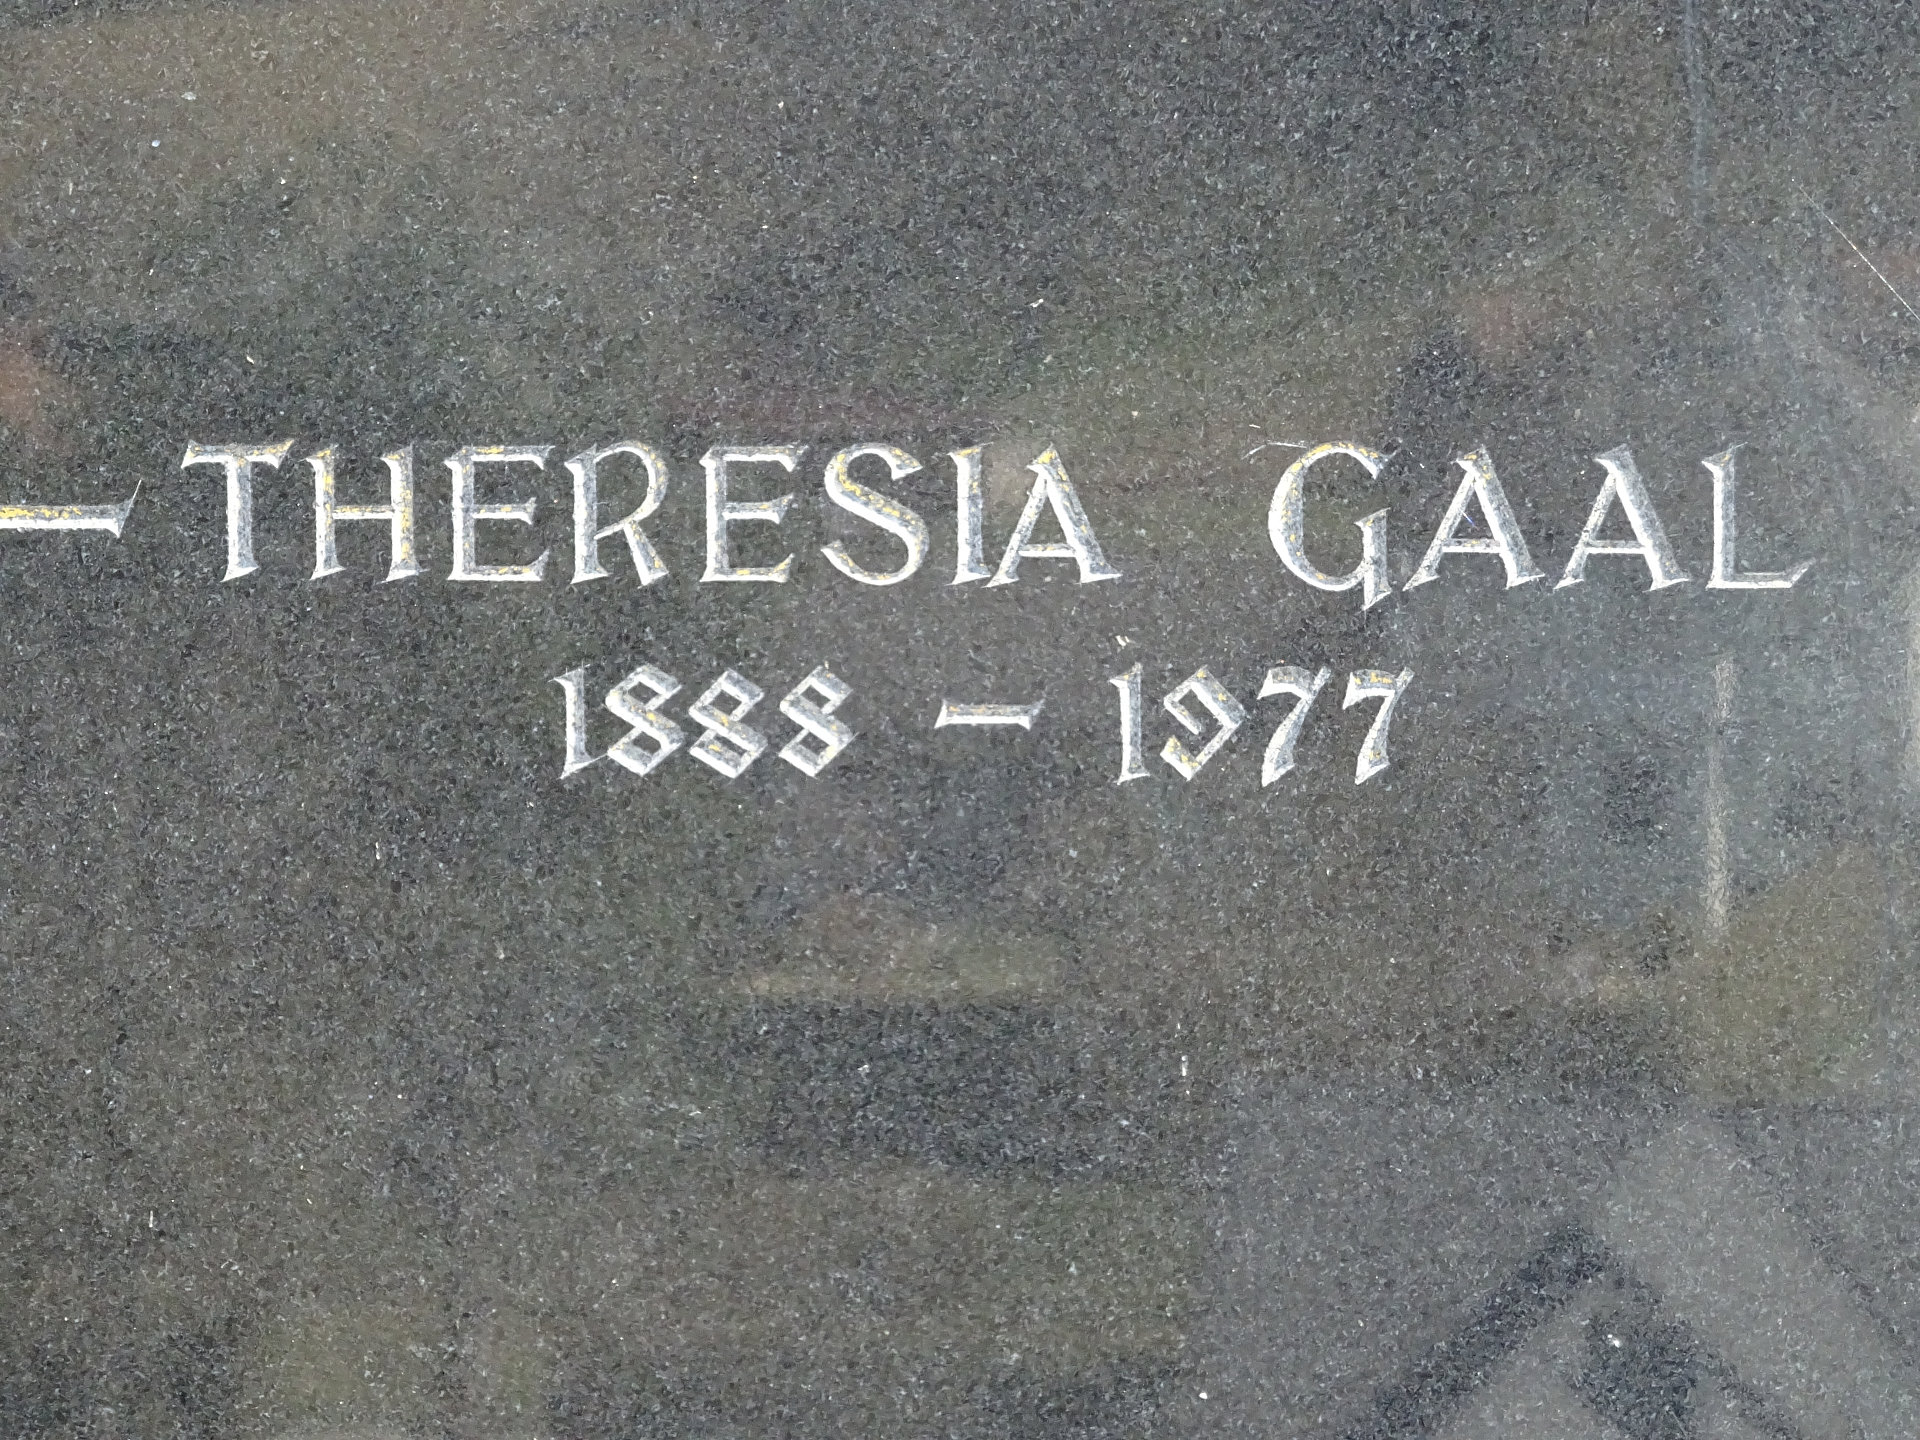 – THERESIA GAAL
1888 – 1977